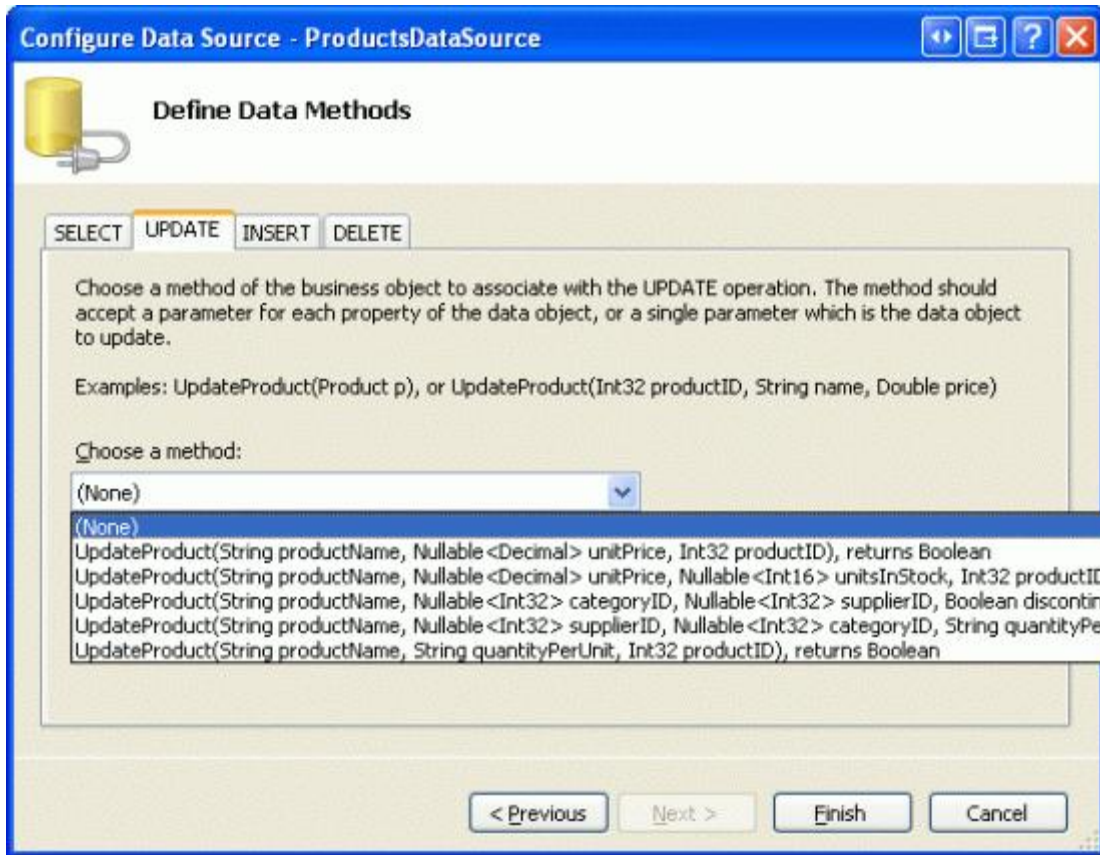 Configure Data Source - ProductsDataSource
Define Data Methods
SELECT UPDATE INSERT DELETE
Choose a method of the business object to associate with the UPDATE operation. The method should
accept a parameter for each property of the data object, or a single parameter which is the data object
to update.
Examples: UpdateProduct(Product p), or UpdateProduct(Int32 productID, String name, Double price)
Choose a method:
(None)
(None)
UpdateProduct(String productName, Nullable<Decimal> unitPrice, Int32 productID), returns Boolean
UpdateProduct(String productName, Nullable<Decimal> unitPrice, Nullable<Int16> unitsInStock, Int32 productID
UpdateProduct(String productName, Nullable<Int32> categoryID, Nullable<Int32> supplierID, Boolean discontin
UpdateProduct(String productName, Nullable<Int32> supplierID, Nullable<Int32> categoryID, String quantityPe
UpdateProduct(String productName, String quantityPerUnit, Int32 productID), returns Boolean
< Previous Next > Finish Cancel